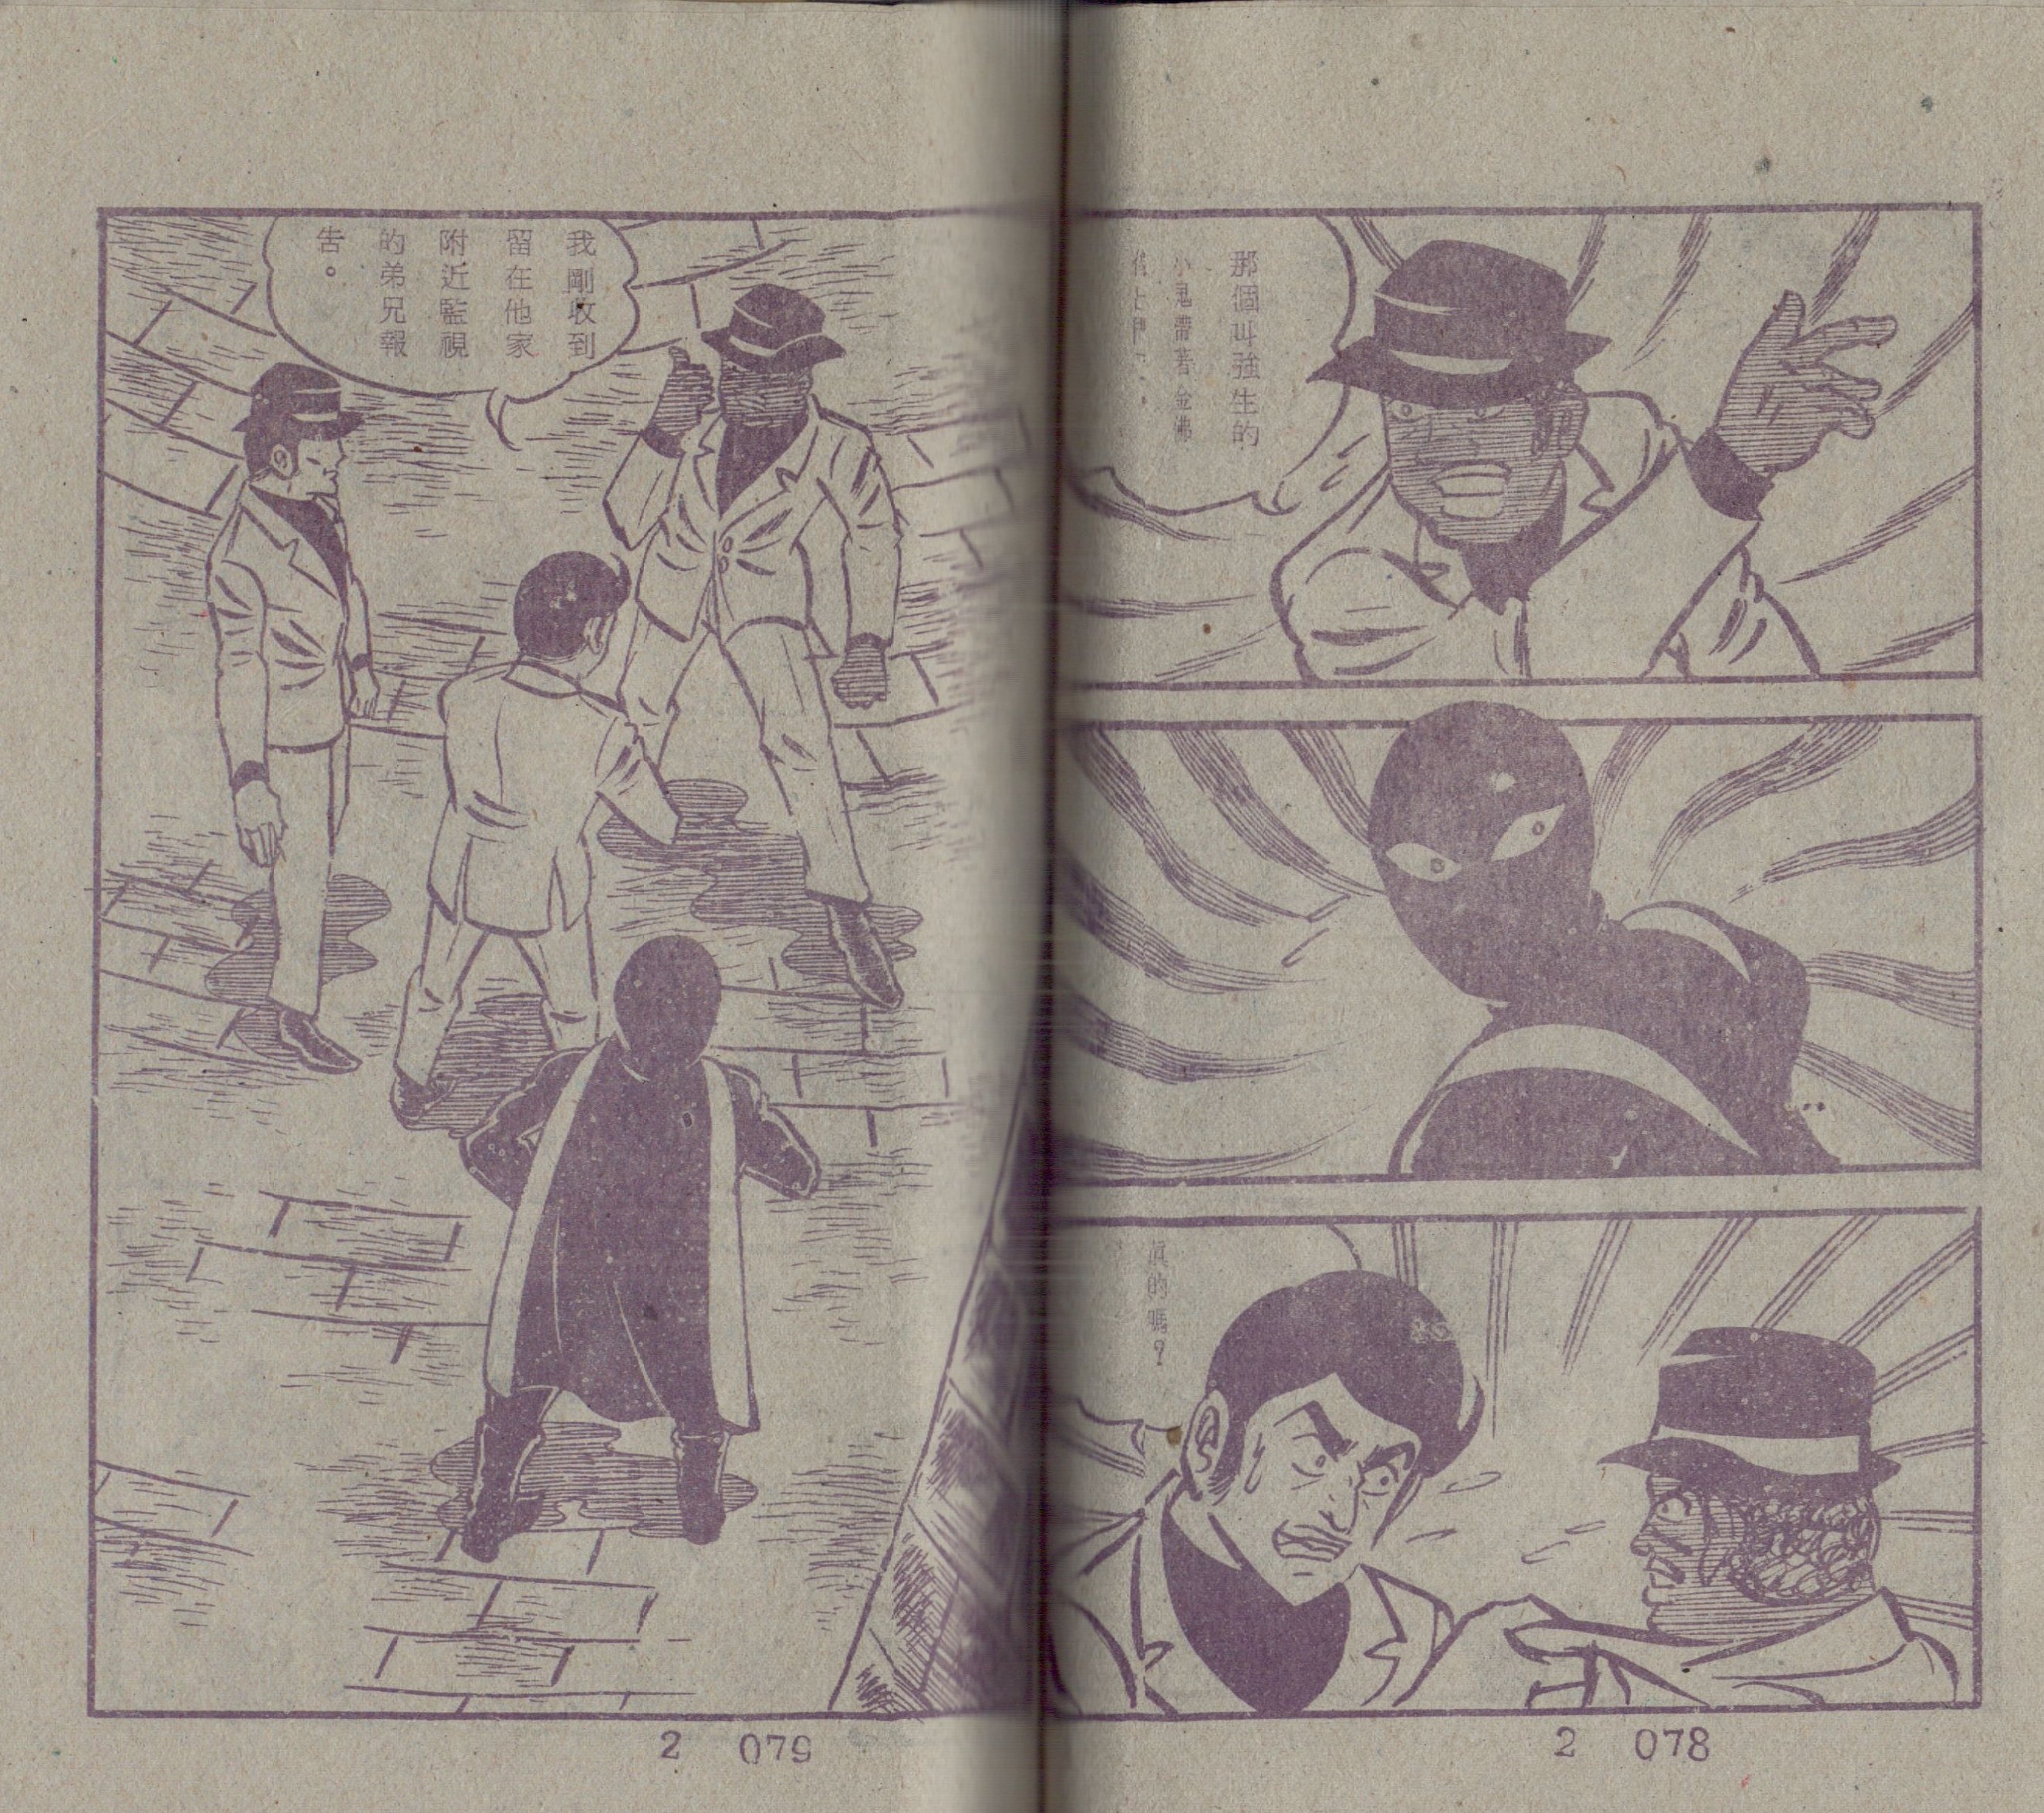 那個叫強生的
小鬼帶着金佛
真的嗎？
2 078
我剛收到
留在他家
附近監視
的弟兄報
告。
2 079